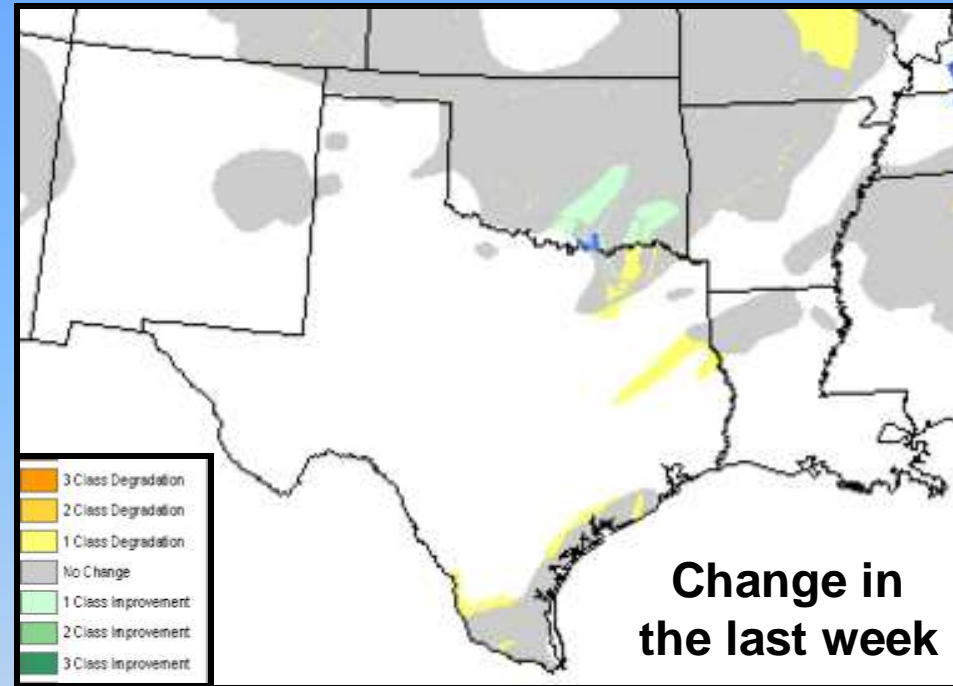 3 Class Degradation
2 Class Degradation
1 Class Degradation
No Change
1 Class Improvement
2 Class Improvement
3 Class Improvement
Change in
the last week